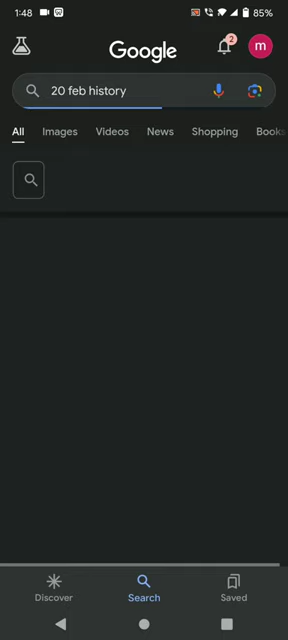 1:48
85%
Google
2
m
20 feb history
All Images Videos News Shopping Books
Discover Search Saved